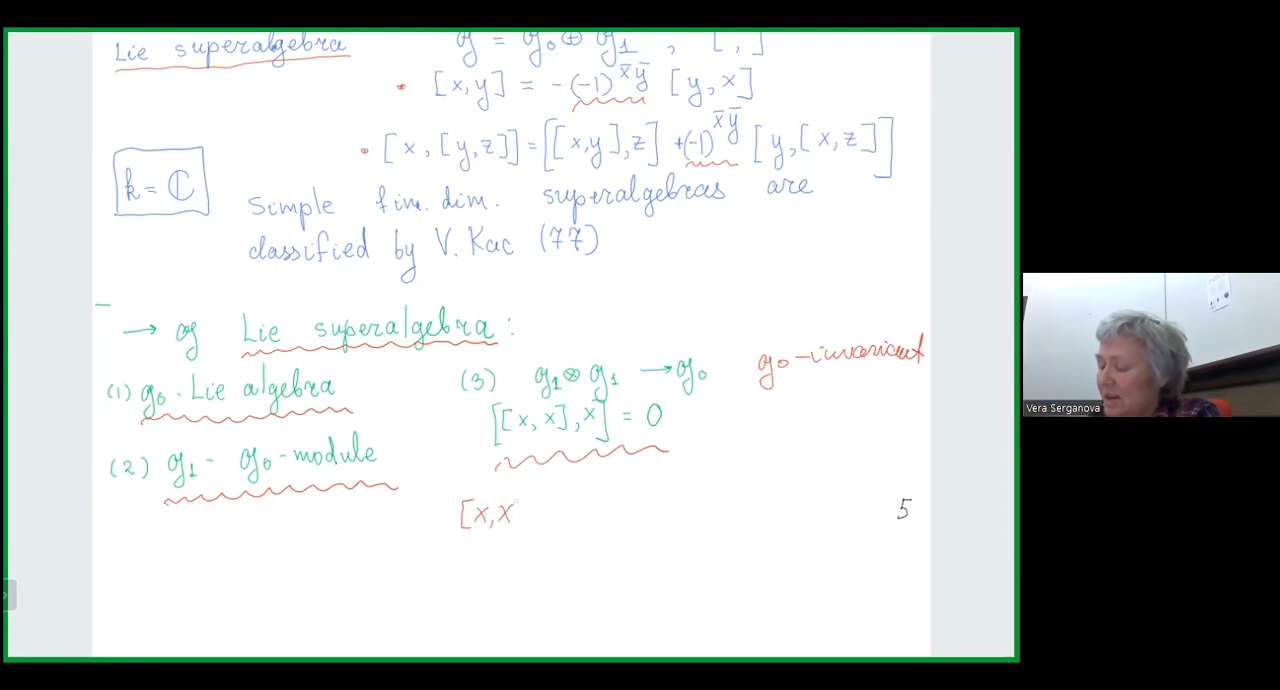 Lie superalgebra g = g₀ ⊕ g₁ , [ , ]
• [x,y] = -(-1)^{x̄ȳ} [y,x]
• [x,[y,z]] = [[x,y],z] +(-1)^{x̄ȳ} [y,[x,z]]
k = ℂ
Simple fin. dim. superalgebras are
classified by V. Kac (77)
→ g Lie superalgebra :
(1) g₀ - Lie algebra
(2) g₁ - g₀ - module
(3) g₁ ⊗ g₁ → g₀ g₀-invariant
[[x,x],x] = 0
[x,x
5
Vera Serganova